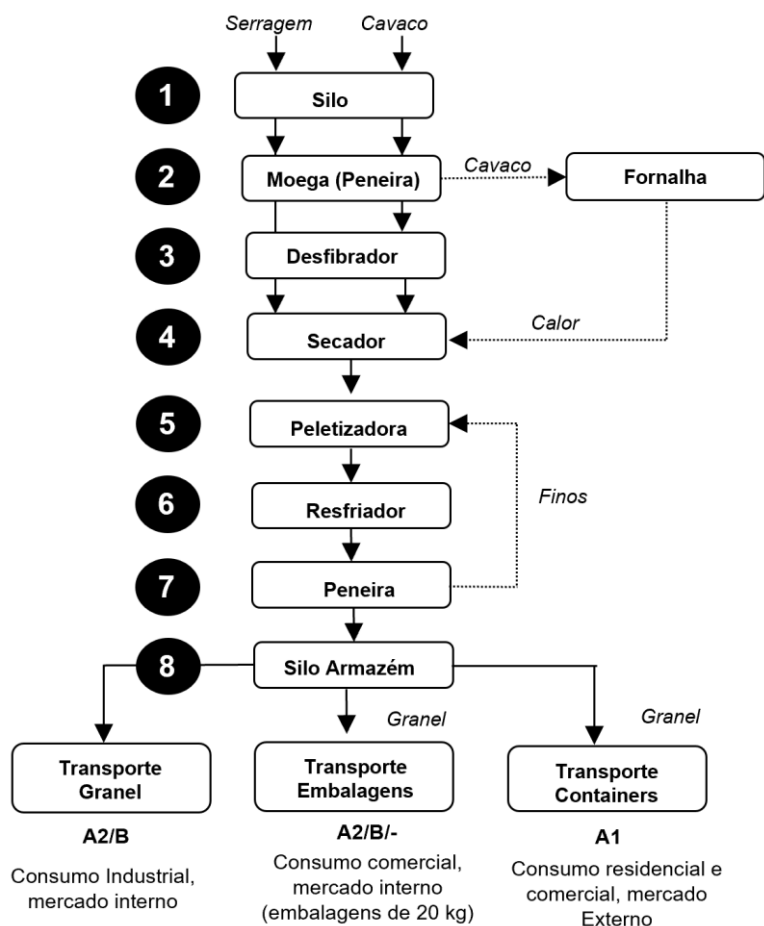 Serragem
Cavaco
1
Silo
2
Moega (Peneira)
Cavaco
Fornalha
3
Desfibrador
4
Secador
Calor
5
Peletizadora
6
Resfriador
Finos
7
Peneira
8
Silo Armazém
Granel
Granel
Transporte
Granel
A2/B
Consumo Industrial,
mercado interno
Transporte
Embalagens
A2/B/-
Consumo comercial,
mercado interno
(embalagens de 20 kg)
Transporte
Containers
A1
Consumo residencial e
comercial, mercado
Externo